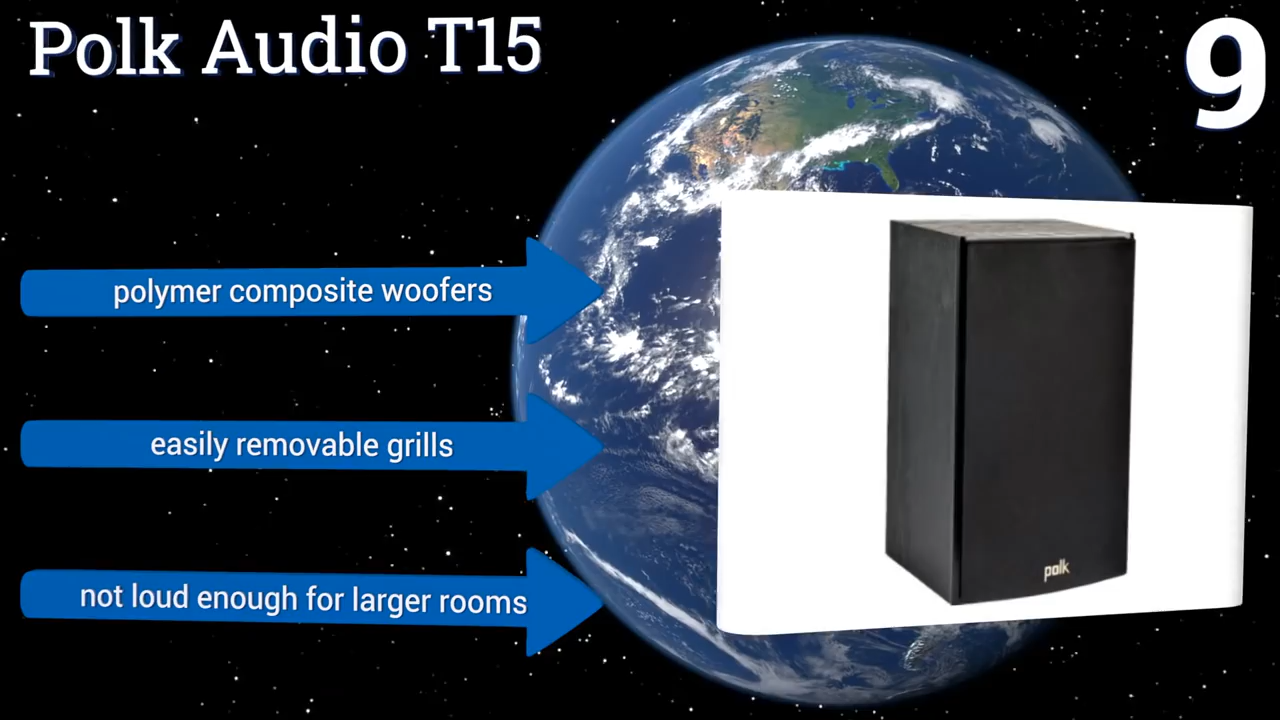 Polk Audio T15
9
polymer composite woofers
easily removable grills
not loud enough for larger rooms
polk